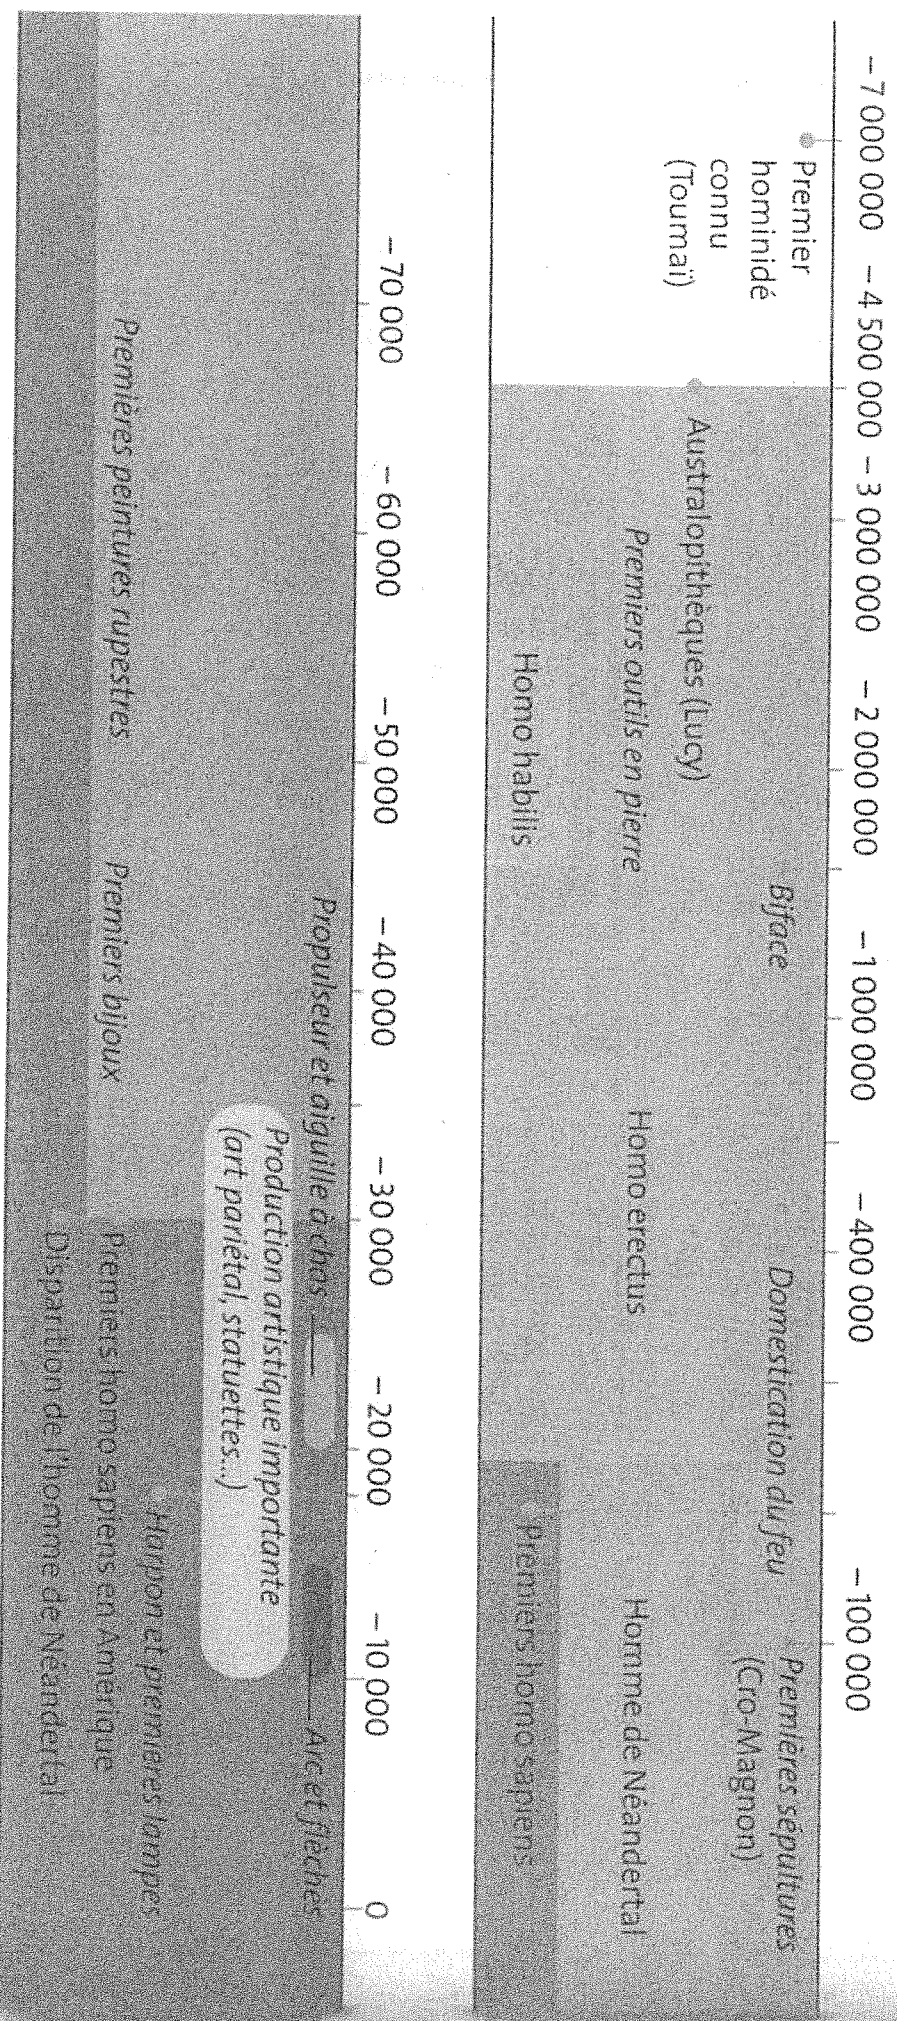 −7 000 000 −4 500 000 −3 000 000 −2 000 000 −1 000 000 −400 000 −100 000
Premier
hominidé
connu
(Toumaï)
Biface
Domestication du feu
Premières sépultures
(Cro-Magnon)
Australopithèques (Lucy)
Premiers outils en pierre
Homo erectus
Homme de Néandertal
Homo habilis
Premiers homo sapiens
−70 000 −60 000 −50 000 −40 000 −30 000 −20 000 −10 000 0
Propulseur et aiguille à chas
Arc et flèches
Production artistique importante
(art pariétal, statuettes...)
Harpon et premières lampes
Premières peintures rupestres
Premiers bijoux
Premiers homo sapiens en Amérique
Disparition de l'homme de Néandertal